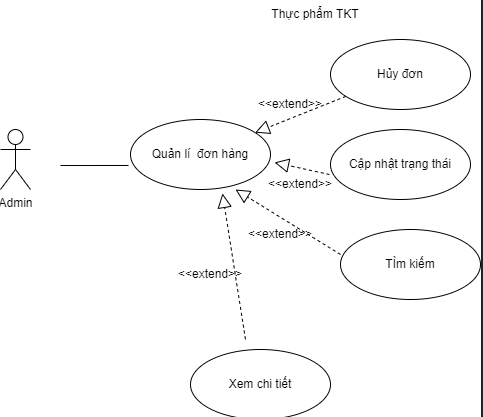 Thực phẩm TKT
Hủy đơn
<<extend>>
Quản lí đơn hàng
Cập nhật trạng thái
<<extend>>
Admin
<<extend>>
TÌm kiếm
<<extend>>
Xem chi tiết